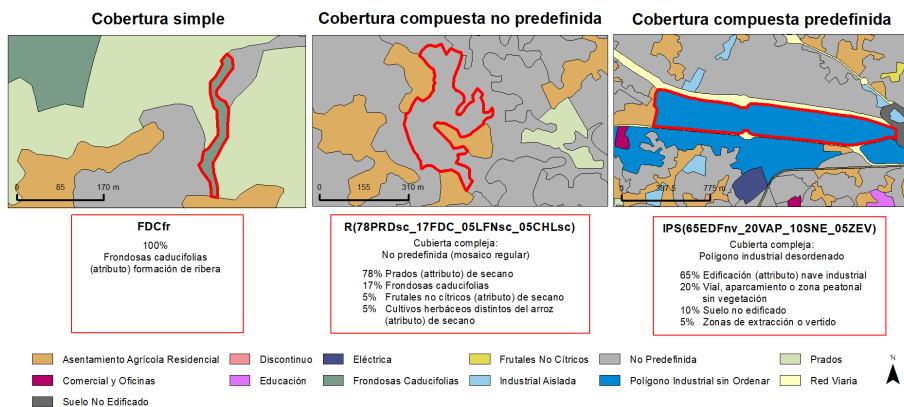 Cobertura simple
Cobertura compuesta no predefinida
Cobertura compuesta predefinida
0 85 170 m
0 155 310 m
0 387.5 775 m
FDCfr
100%
Frondosas caducifolias
(atributo) formación de ribera
R(78PRDsc_17FDC_05LFNsc_05CHLsc)
Cubierta compleja:
No predefinida (mosaico regular)
78% Prados (atributo) de secano
17% Frondosas caducifolias
5% Frutales no cítricos (atributo) de secano
5% Cultivos herbáceos distintos del arroz
(atributo) de secano
IPS(65EDFnv_20VAP_10SNE_05ZEV)
Cubierta compleja:
Polígono industrial desordenado
65% Edificación (atributo) nave industrial
20% Vial, aparcamiento o zona peatonal
sin vegetación
10% Suelo no edificado
5% Zonas de extracción o vertido
Asentamiento Agrícola Residencial
Discontinuo
Eléctrica
Frutales No Cítricos
No Predefinida
Prados
Comercial y Oficinas
Educación
Frondosas Caducifolias
Industrial Aislada
Polígono Industrial sin Ordenar
Red Viaria
Suelo No Edificado
N